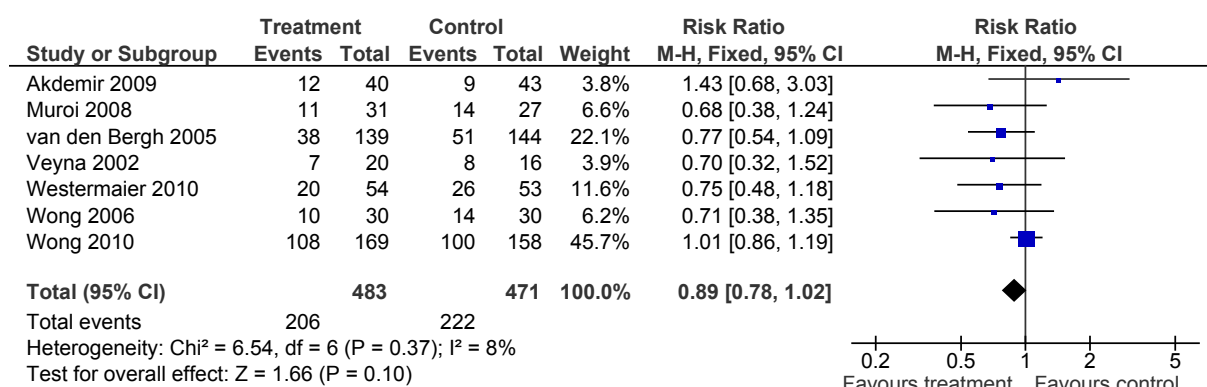 Treatment Control Risk Ratio Risk Ratio
Study or Subgroup Events Total Events Total Weight M-H, Fixed, 95% CI M-H, Fixed, 95% CI
Akdemir 2009 12 40 9 43 3.8% 1.43 [0.68, 3.03]
Muroi 2008 11 31 14 27 6.6% 0.68 [0.38, 1.24]
van den Bergh 2005 38 139 51 144 22.1% 0.77 [0.54, 1.09]
Veyna 2002 7 20 8 16 3.9% 0.70 [0.32, 1.52]
Westermaier 2010 20 54 26 53 11.6% 0.75 [0.48, 1.18]
Wong 2006 10 30 14 30 6.2% 0.71 [0.38, 1.35]
Wong 2010 108 169 100 158 45.7% 1.01 [0.86, 1.19]
Total (95% CI) 483 471 100.0% 0.89 [0.78, 1.02]
Total events 206 222
Heterogeneity: Chi² = 6.54, df = 6 (P = 0.37); I² = 8%
Test for overall effect: Z = 1.66 (P = 0.10)
0.2 0.5 1 2 5
Favours treatment Favours control